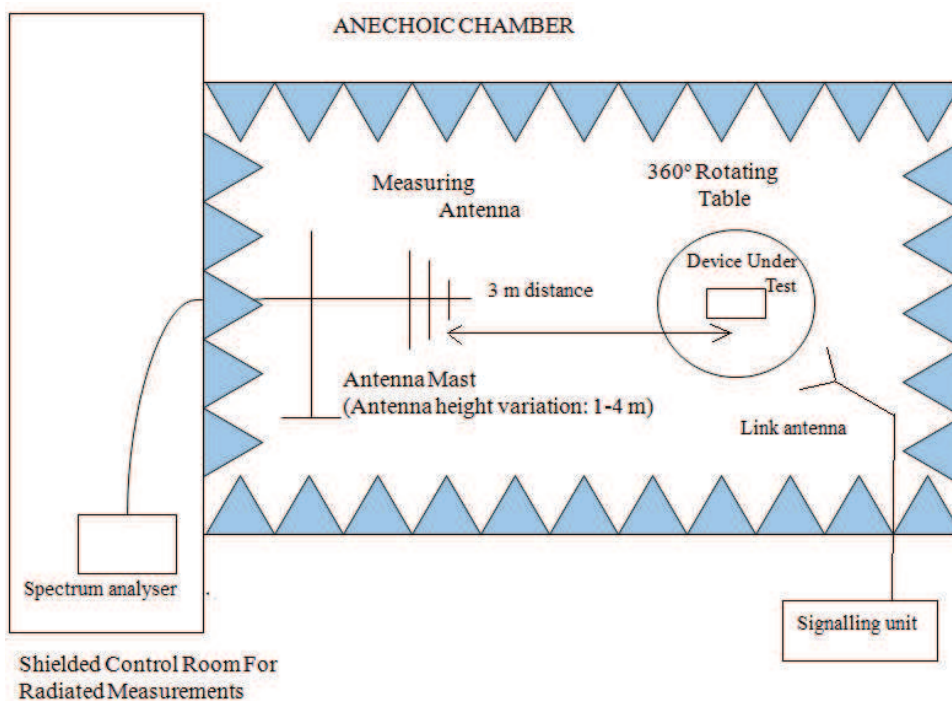 ANECHOIC CHAMBER
Measuring
Antenna
360º Rotating
Table
Device Under
Test
3 m distance
Antenna Mast
(Antenna height variation: 1-4 m)
Link antenna
Spectrum analyser
.
Signalling unit
Shielded Control Room For
Radiated Measurements